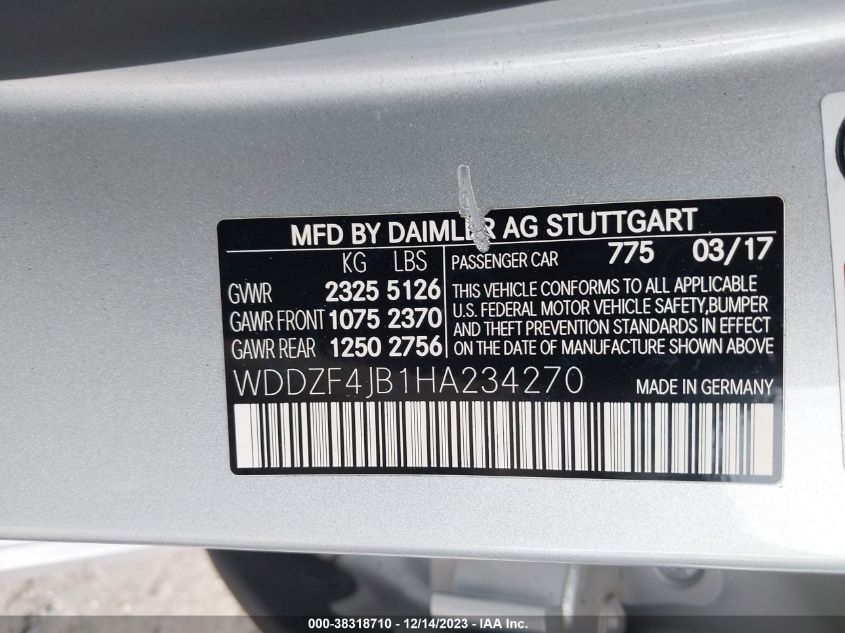 MFD BY DAIMLER AG STUTTGART
KG LBS
GVWR 2325 5126
GAWR FRONT 1075 2370
GAWR REAR 1250 2756
PASSENGER CAR 775 03/17
THIS VEHICLE CONFORMS TO ALL APPLICABLE
U.S. FEDERAL MOTOR VEHICLE SAFETY,BUMPER
AND THEFT PREVENTION STANDARDS IN EFFECT
ON THE DATE OF MANUFACTURE SHOWN ABOVE
WDDZF4JB1HA234270
MADE IN GERMANY
000-38318710 - 12/14/2023 - IAA Inc.